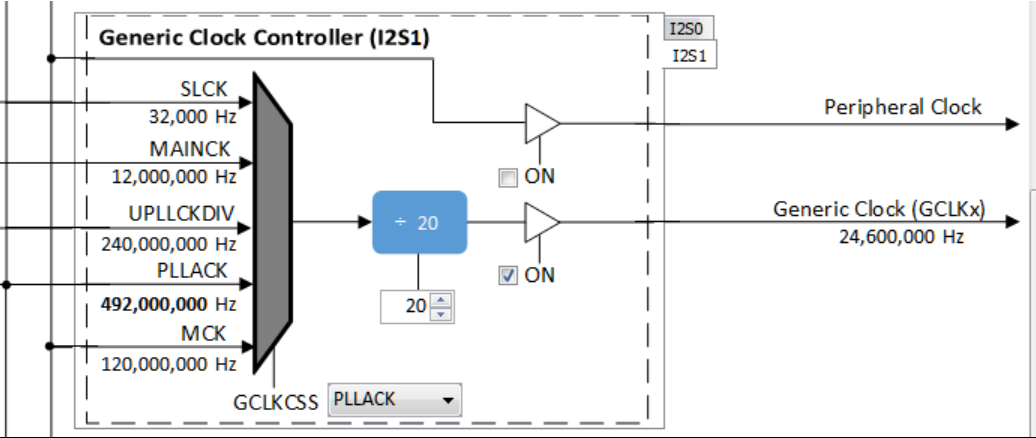 Generic Clock Controller (I2S1)
I2S0
I2S1
SLCK
32,000 Hz
MAINCK
12,000,000 Hz
UPLLCKDIV
240,000,000 Hz
PLLACK
492,000,000 Hz
MCK
120,000,000 Hz
GCLKCSS
PLLACK
÷ 20
20
ON
ON
Peripheral Clock
Generic Clock (GCLKx)
24,600,000 Hz